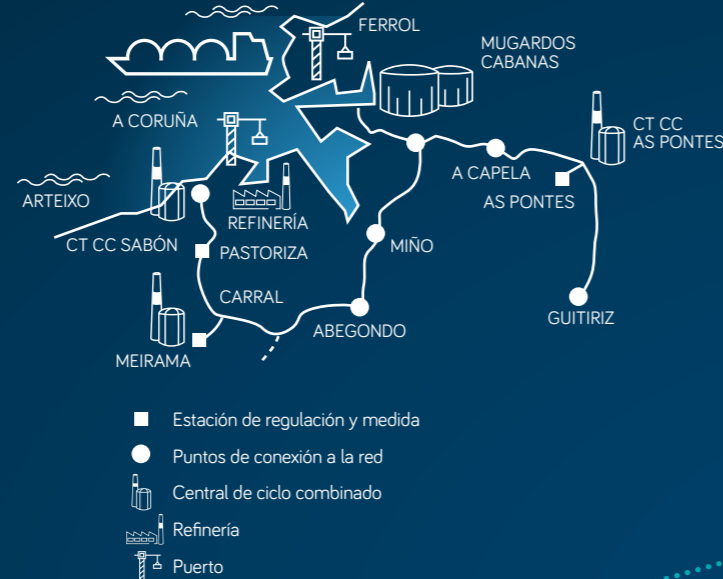 FERROL
MUGARDOS
CABANAS
A CORUÑA
CT CC
AS PONTES
A CAPELA
AS PONTES
ARTEIXO
REFINERÍA
CT CC SABÓN
PASTORIZA
MIÑO
CARRAL
GUITIRIZ
ABEGONDO
MEIRAMA
Estación de regulación y medida
Puntos de conexión a la red
Central de ciclo combinado
Refinería
Puerto